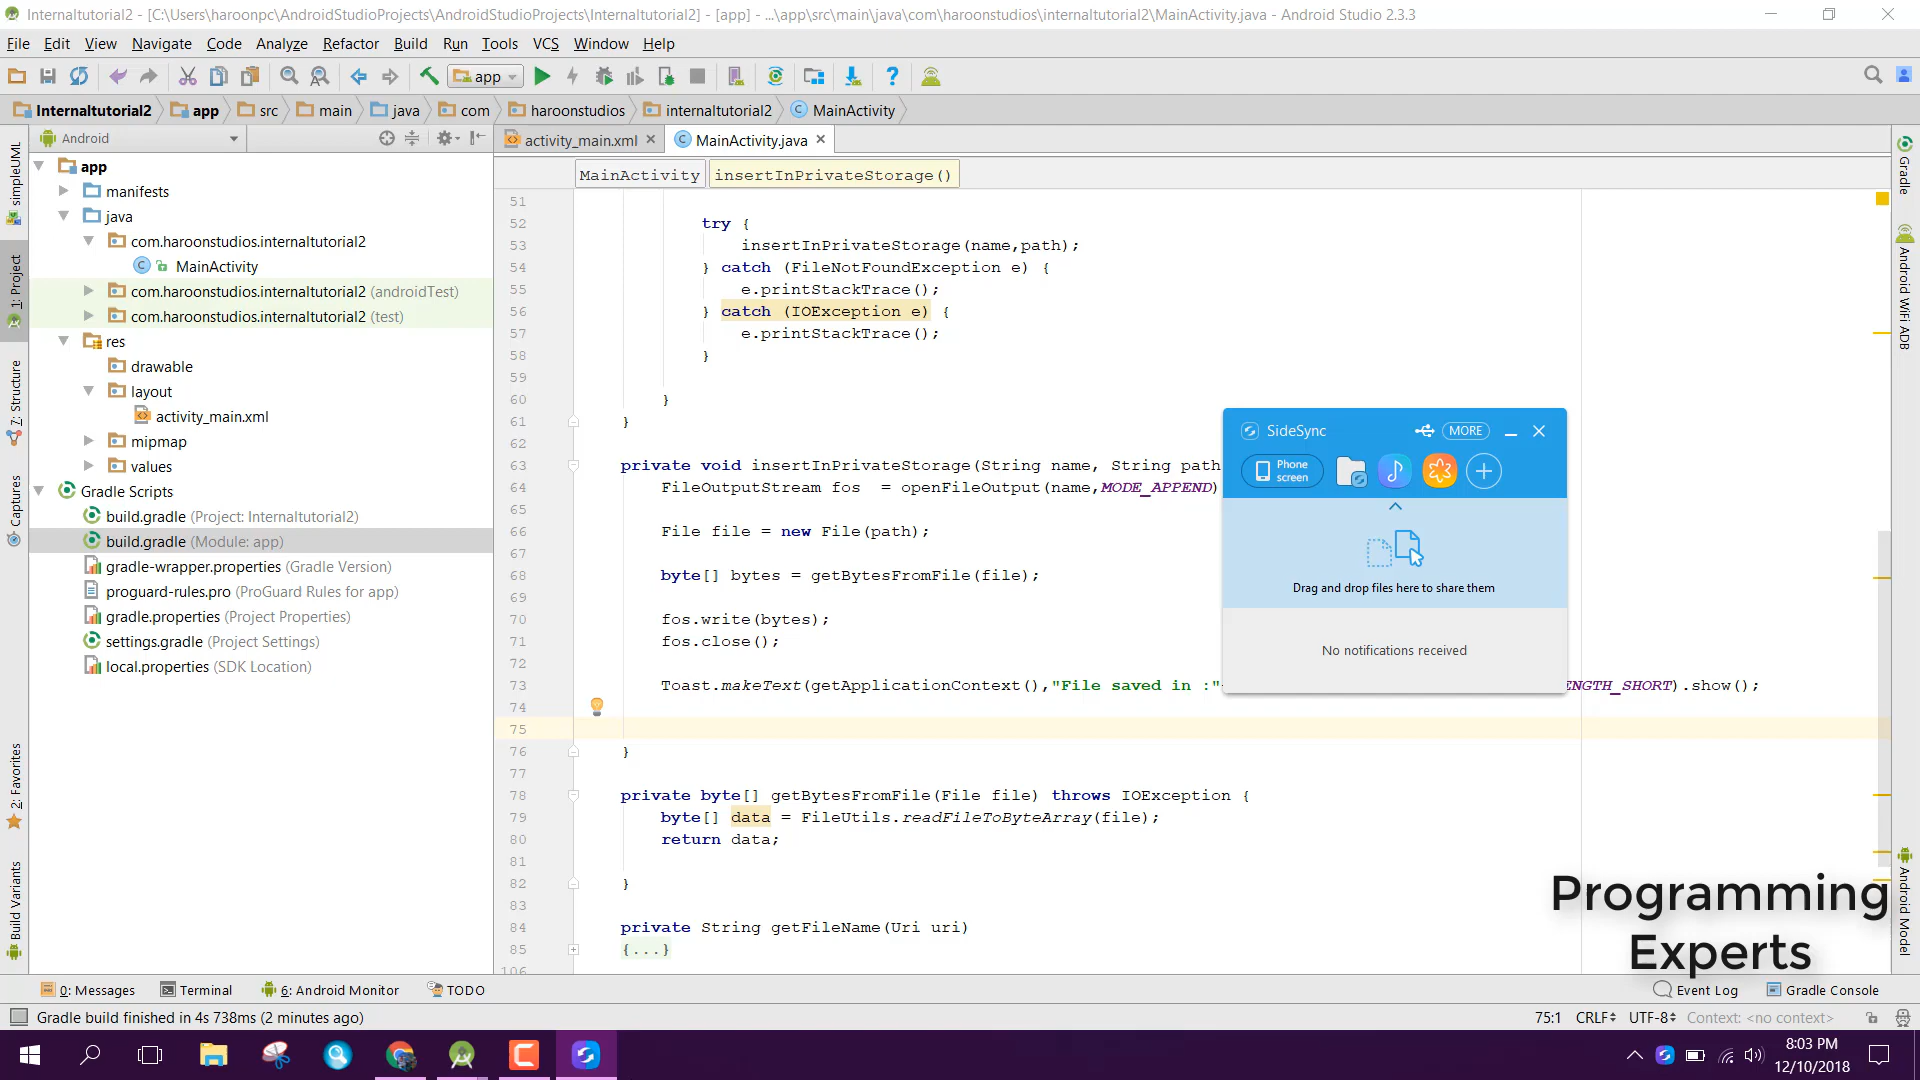 Internaltutorial2 - [C:\Users\haroonpc\AndroidStudioProjects\AndroidStudioProjects\Internaltutorial2] - [app] - ...\app\src\main\java\com\haroonstudios\internaltutorial2\MainActivity.java - Android Studio 2.3.3
File Edit View Navigate Code Analyze Refactor Build Run Tools VCS Window Help
app
Internaltutorial2 app src main java com haroonstudios internaltutorial2 MainActivity
Android
activity_main.xml
MainActivity.java
MainActivity
insertInPrivateStorage()
simpleUML
1: Project
7: Structure
Captures
2: Favorites
Build Variants
app
manifests
java
com.haroonstudios.internaltutorial2
MainActivity
com.haroonstudios.internaltutorial2 (androidTest)
com.haroonstudios.internaltutorial2 (test)
res
drawable
layout
activity_main.xml
mipmap
values
Gradle Scripts
build.gradle (Project: Internaltutorial2)
build.gradle (Module: app)
gradle-wrapper.properties (Gradle Version)
proguard-rules.pro (ProGuard Rules for app)
gradle.properties (Project Properties)
settings.gradle (Project Settings)
local.properties (SDK Location)
51
52 try {
53 insertInPrivateStorage(name,path);
54 } catch (FileNotFoundException e) {
55 e.printStackTrace();
56 } catch (IOException e) {
57 e.printStackTrace();
58 }
59
60 }
61 }
62
63 private void insertInPrivateStorage(String name, String path
64 FileOutputStream fos = openFileOutput(name,MODE_APPEND)
65
66 File file = new File(path);
67
68 byte[] bytes = getBytesFromFile(file);
69
70 fos.write(bytes);
71 fos.close();
72
73 Toast.makeText(getApplicationContext(),"File saved in :" NGTH_SHORT).show();
74
75
76 }
77
78 private byte[] getBytesFromFile(File file) throws IOException {
79 byte[] data = FileUtils.readFileToByteArray(file);
80 return data;
81
82 }
83
84 private String getFileName(Uri uri)
85 {...}
106
SideSync MORE
Phone screen
Drag and drop files here to share them
No notifications received
Gradle
Android WiFi ADB
Android Model
Programming
Experts
0: Messages Terminal 6: Android Monitor TODO Event Log Gradle Console
Gradle build finished in 4s 738ms (2 minutes ago) 75:1 CRLF UTF-8 Context: <no context>
8:03 PM
12/10/2018